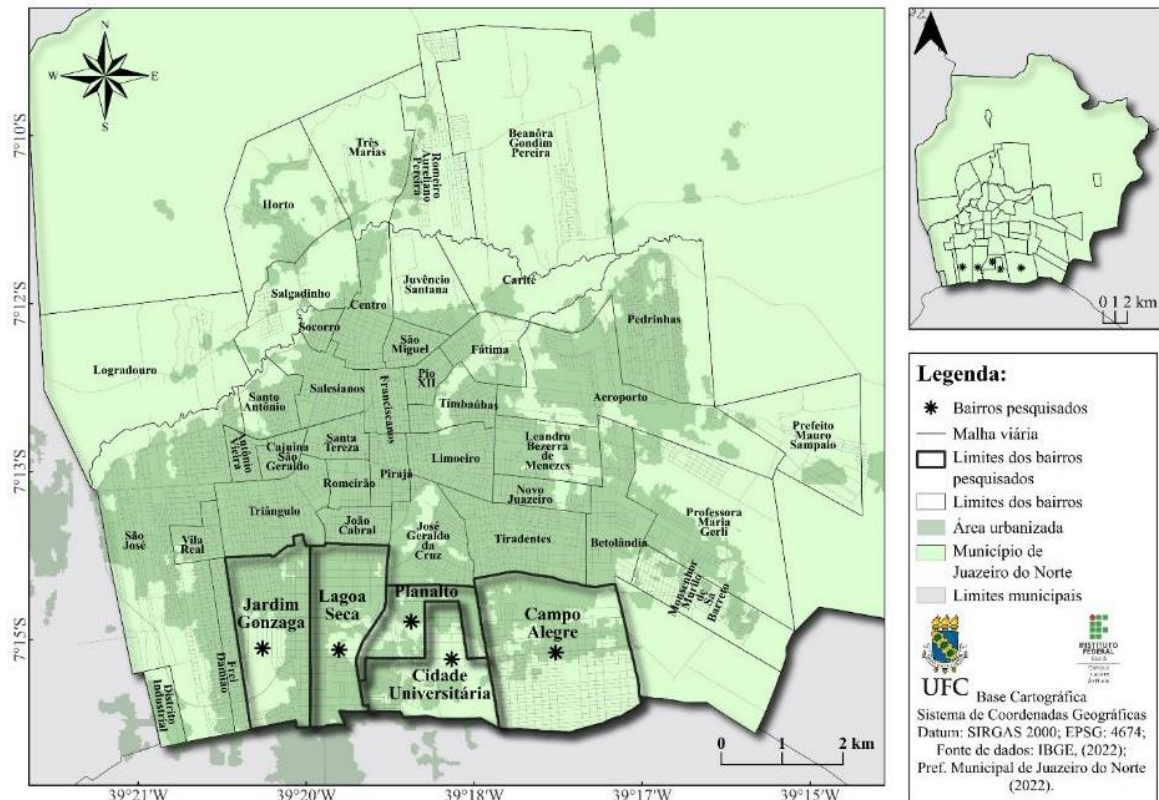 N
W
E
S
7°10'S
7°12'S
7°13'S
7°15'S
39°21'W
39°20'W
39°18'W
39°17'W
39°15'W
Três
Marias
Romeiro
Aureliano
Pereira
Beanôra
Gondim
Pereira
Horto
Salgadinho
Centro
Juvêncio
Santana
Carité
Socorro
São
Miguel
Fátima
Pedrinhas
Logradouro
Santo
Antônio
Salesianos
Franciscanos
Pio
XII
Timbaúbas
Aeroporto
Antônio
Vieira
Cajuína
São
Geraldo
Santa
Tereza
Pirajá
Limoeiro
Leandro
Bezerra
de
Menezes
Prefeito
Mauro
Sampaio
Romeirão
Novo
Juazeiro
Triângulo
São
José
Vila
Real
João
Cabral
José
Geraldo
da
Cruz
Tiradentes
Betolândia
Professora
Maria
Gerli
Monsenhor
Murilo
de
Sá
Barreto
Jardim
Gonzaga
Lagoa
Seca
Planalto
Campo
Alegre
Cidade
Universitária
Frei
Damião
Distrito
Industrial
0 1 2 km
0 1 2 km
Legenda:
Bairros pesquisados
Malha viária
Limites dos bairros
pesquisados
Limites dos bairros
Área urbanizada
Município de
Juazeiro do Norte
Limites municipais
UFC
INSTITUTO
FEDERAL
Ceará
Campus
Base Cartográfica
Sistema de Coordenadas Geográficas
Datum: SIRGAS 2000; EPSG: 4674;
Fonte de dados: IBGE, (2022);
Pref. Municipal de Juazeiro do Norte
(2022).